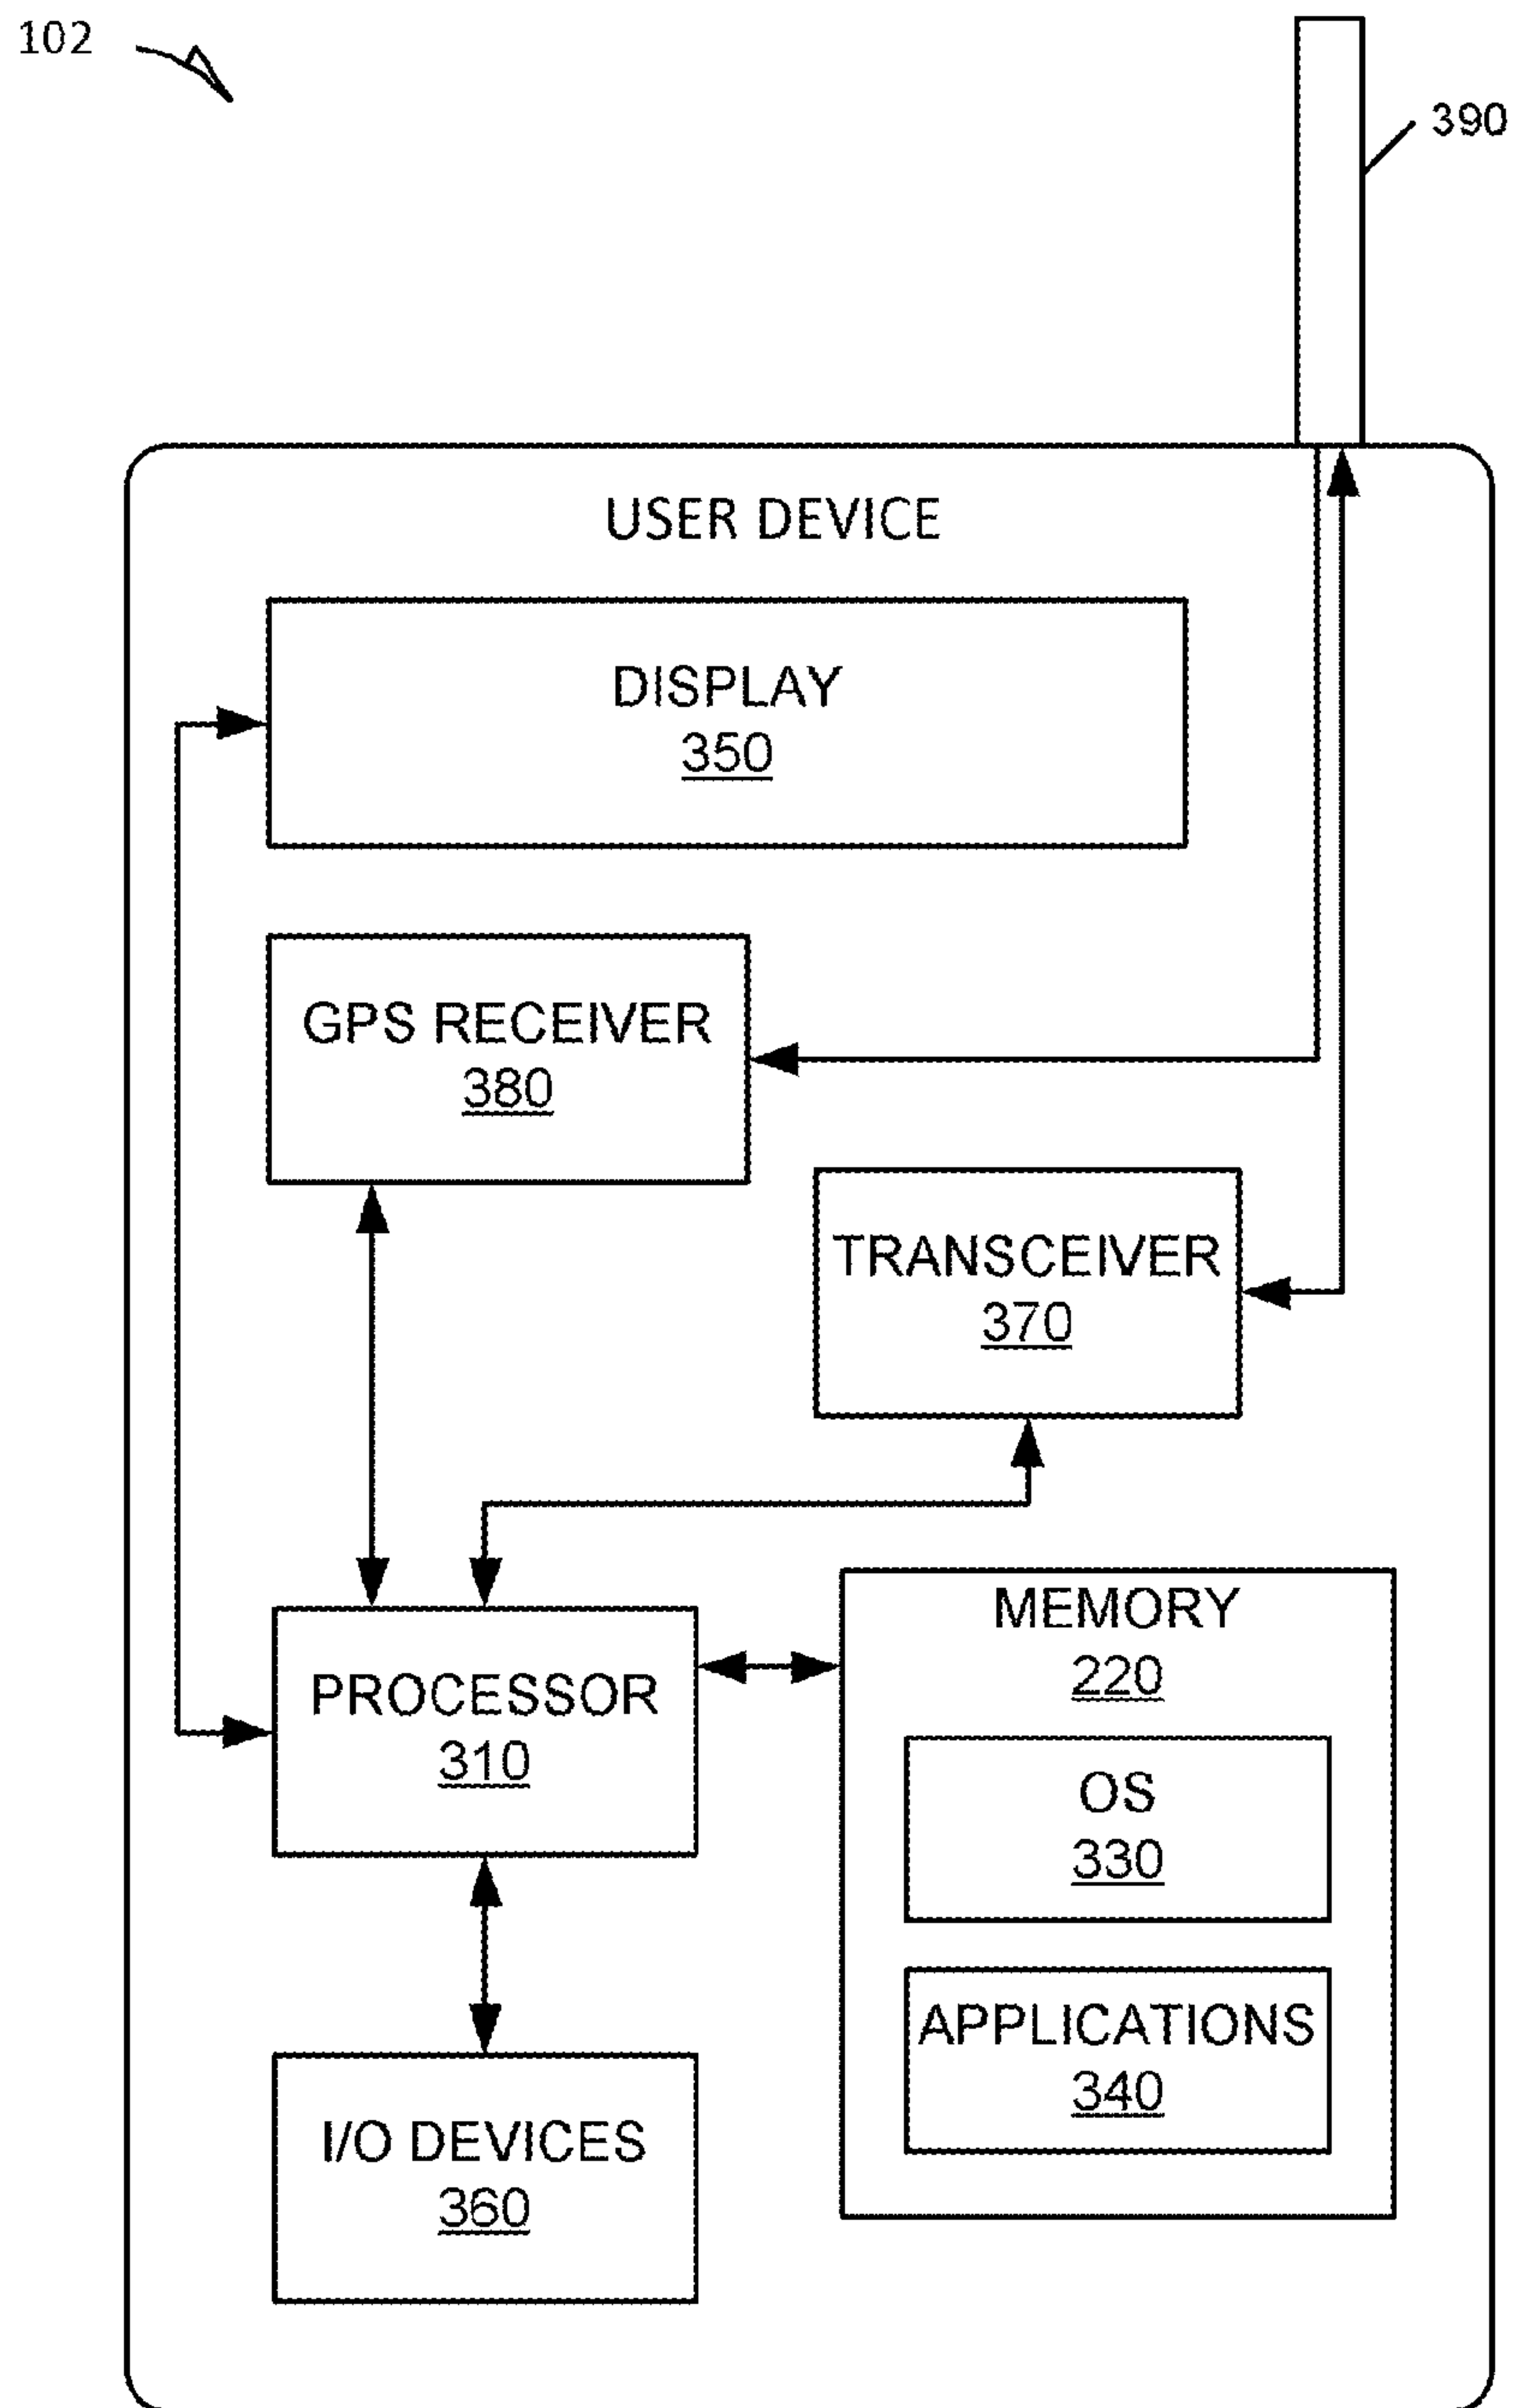 102
390
USER DEVICE
DISPLAY
350
GPS RECEIVER
380
TRANSCEIVER
370
MEMORY
220
PROCESSOR
310
OS
330
APPLICATIONS
340
I/O DEVICES
360